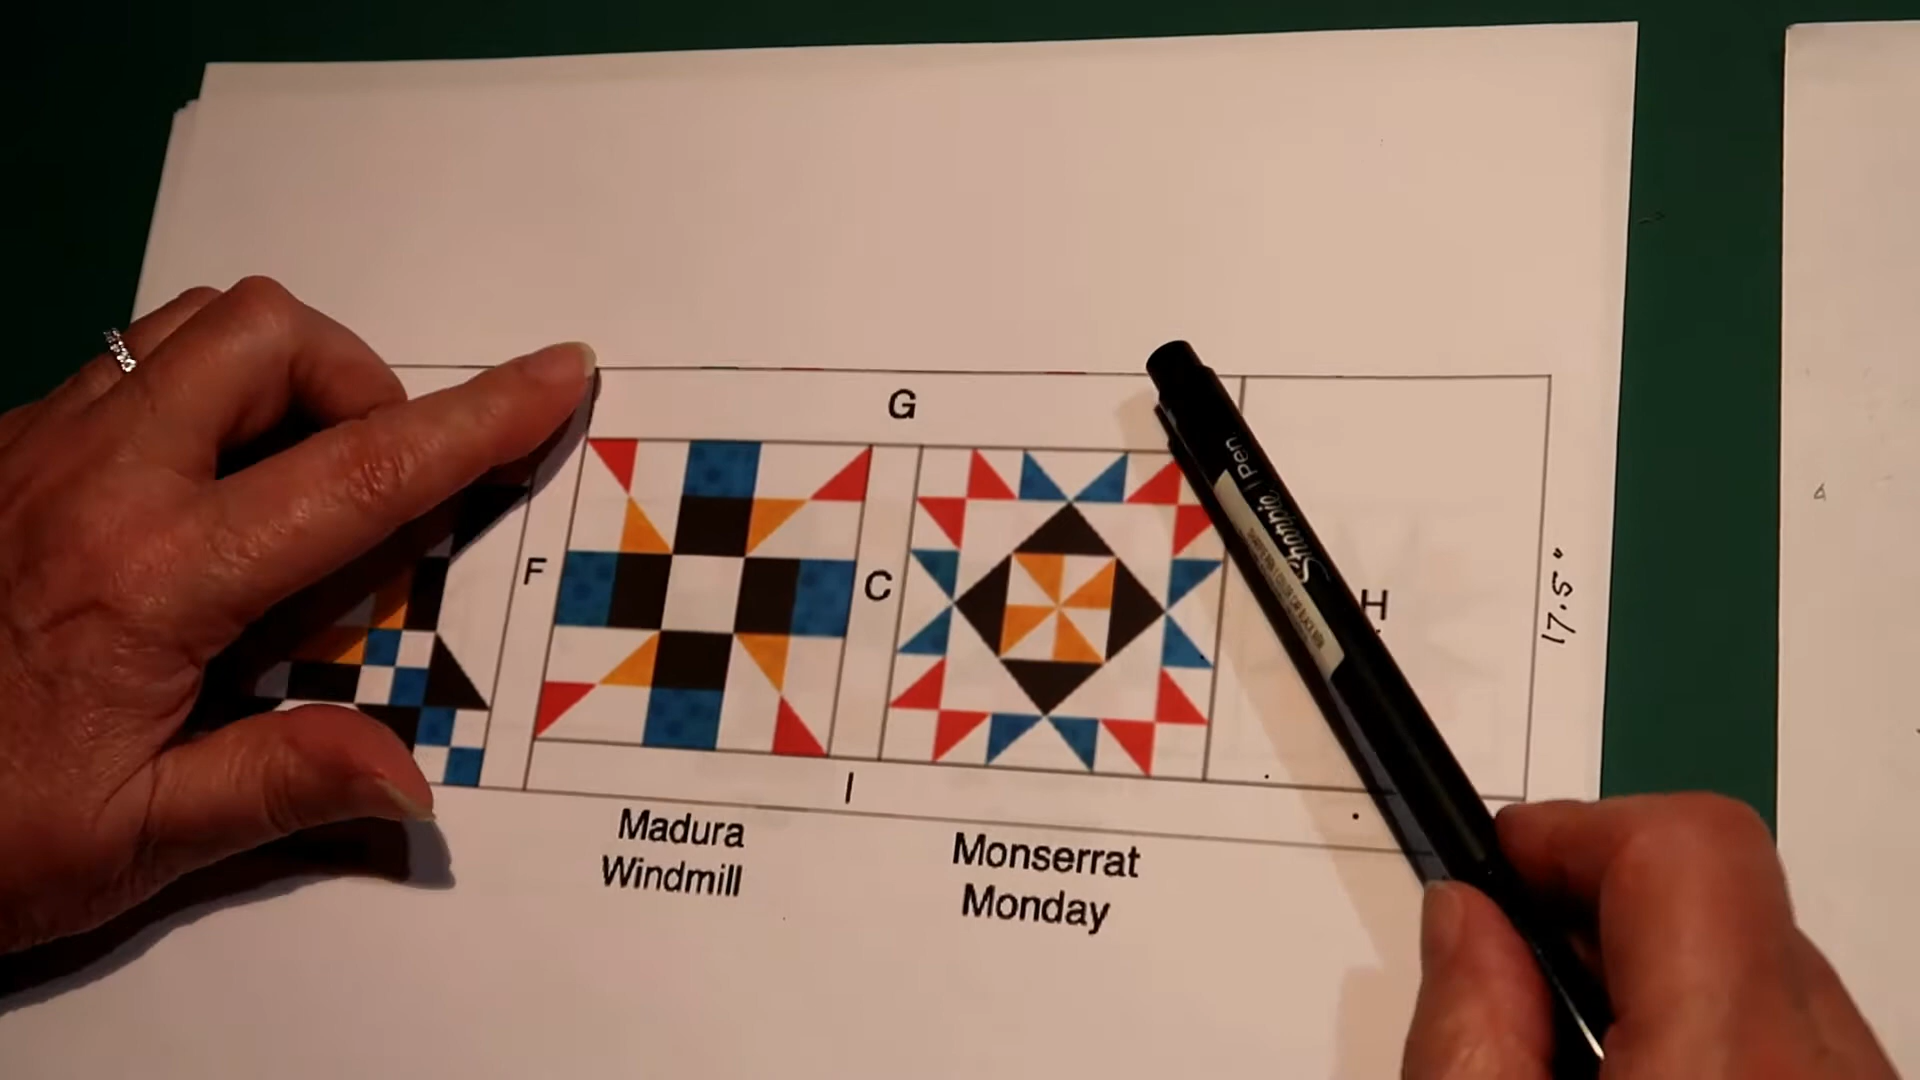 G
F
C
H
I
17.5"
Madura
Windmill
Monserrat
Monday
Sharpie. Pen